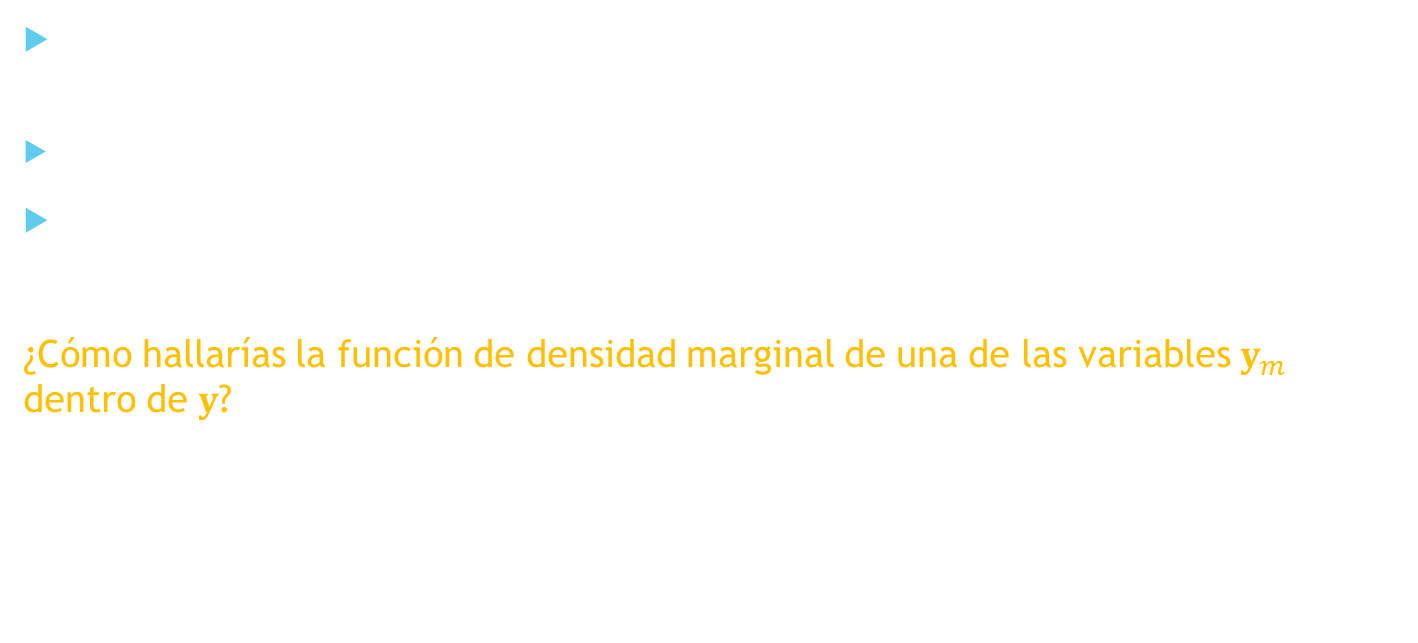 ¿Cómo hallarías la función de densidad marginal de una de las variables y_m
dentro de y?